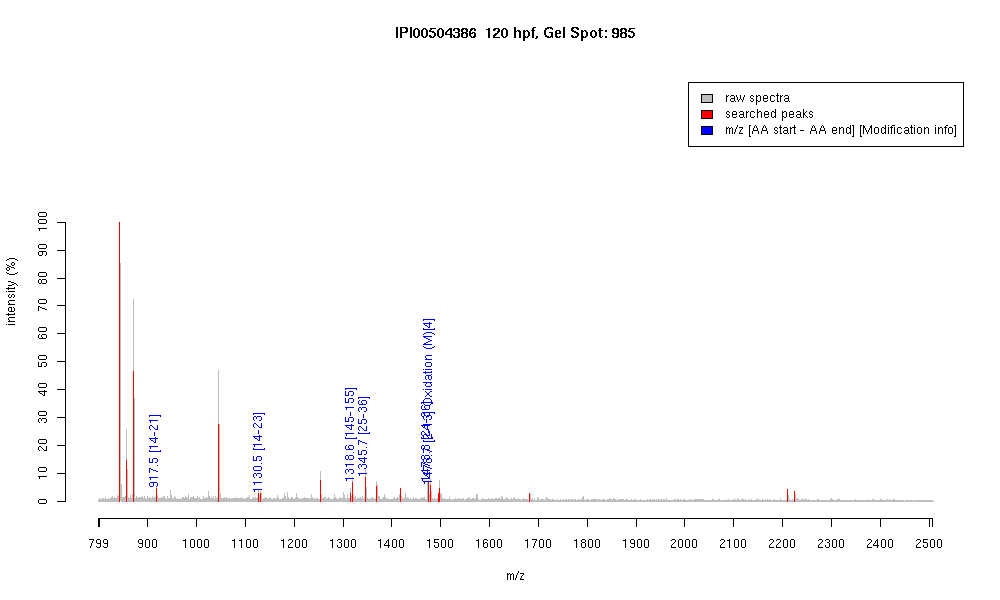 IPI00504386 120 hpf, Gel Spot: 985
raw spectra
searched peaks
m/z [AA start - AA end] [Modification info]
intensity (%)
100
90
80
70
60
50
40
30
20
10
0
917.5 [14-21]
1130.5 [14-23]
1318.6 [145-155]
1345.7 [25-36]
Oxidation (M)[4]
799 900 1000 1100 1200 1300 1400 1500 1600 1700 1800 1900 2000 2100 2200 2300 2400 2500
m/z